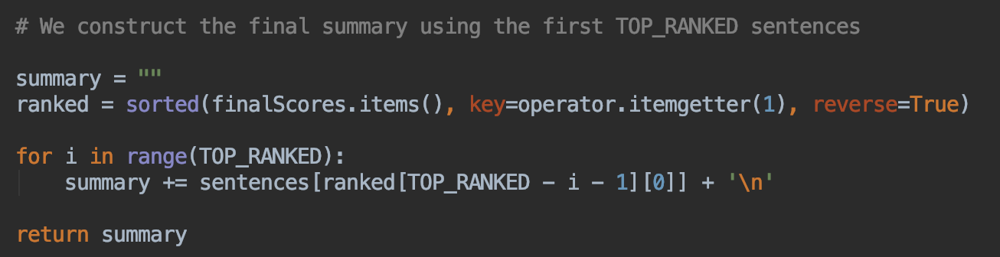 # We construct the final summary using the first TOP_RANKED sentences
summary = ""
ranked = sorted(finalScores.items(), key=operator.itemgetter(1), reverse=True)
for i in range(TOP_RANKED):
    summary += sentences[ranked[TOP_RANKED - i - 1][0]] + '\n'
return summary